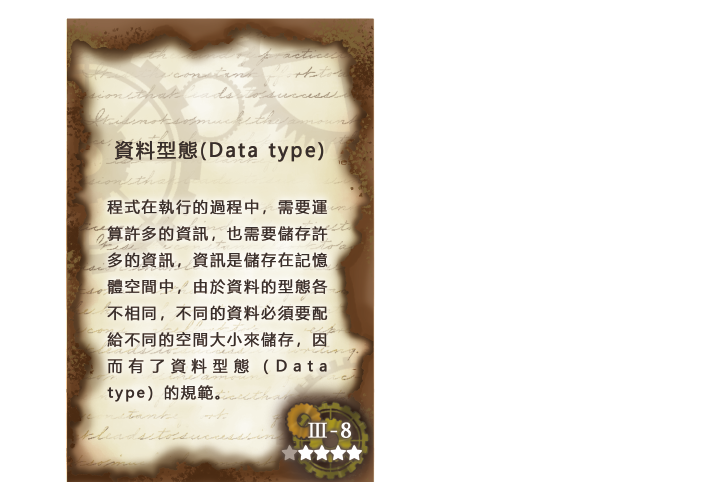 資料型態(Data type)
程式在執行的過程中，需要運
算許多的資訊，也需要儲存許
多的資訊，資訊是儲存在記憶
體空間中，由於資料的型態各
不相同，不同的資料必須要配
給不同的空間大小來儲存，因
而有了資料型態（Data
type）的規範。
III-8